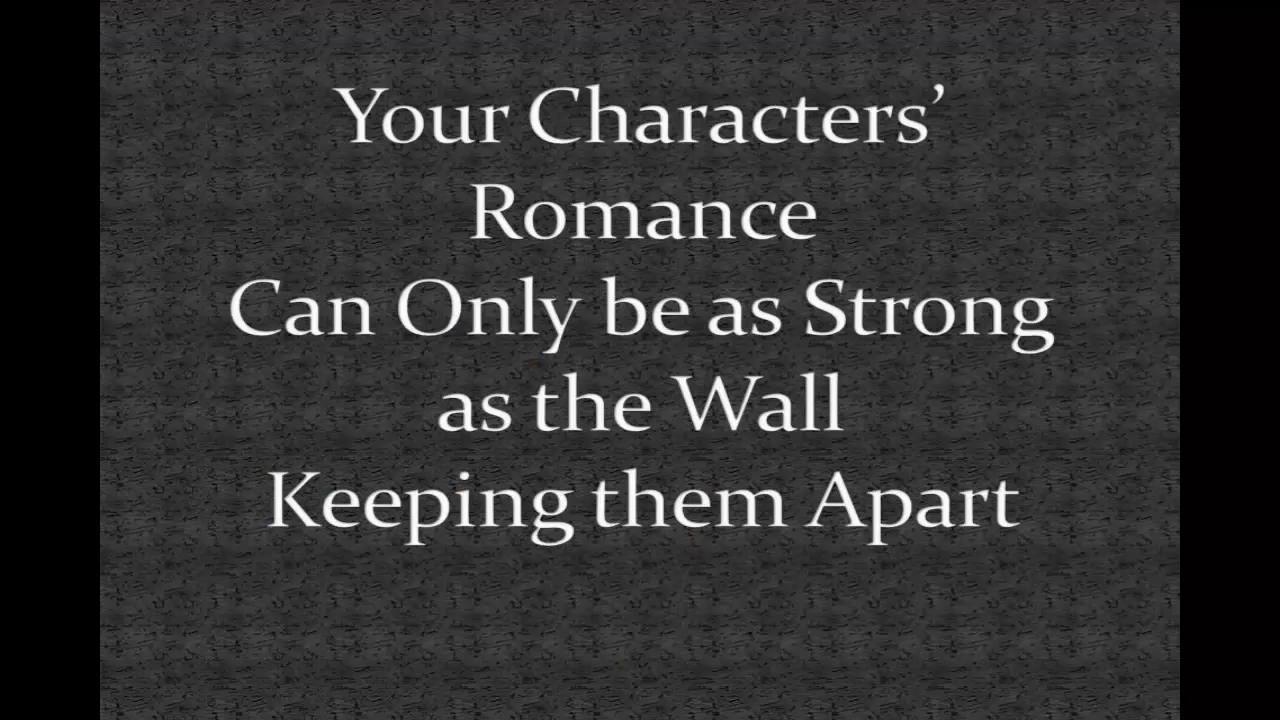 Your Characters’
Romance
Can Only be as Strong
as the Wall
Keeping them Apart